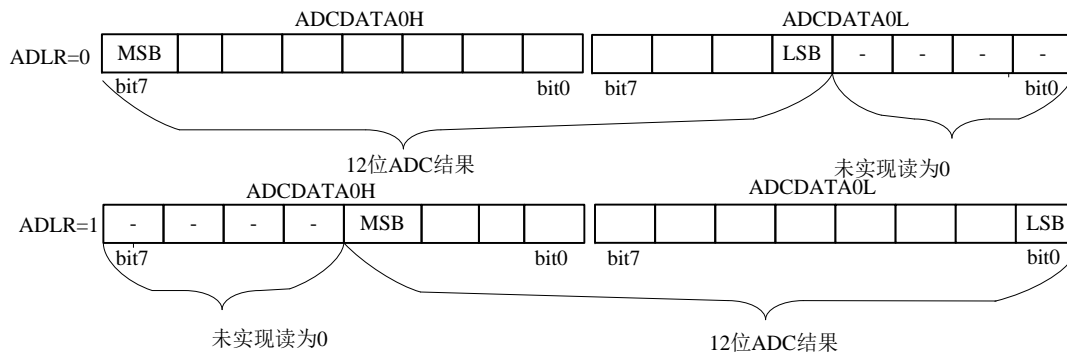 ADCDATA0H ADCDATA0L
ADLR=0 MSB LSB - - - -
bit7 bit0 bit7 bit0
12位ADC结果 未实现读为0
ADCDATA0H ADCDATA0L
ADLR=1 - - - - MSB LSB
bit7 bit0 bit7 bit0
未实现读为0 12位ADC结果